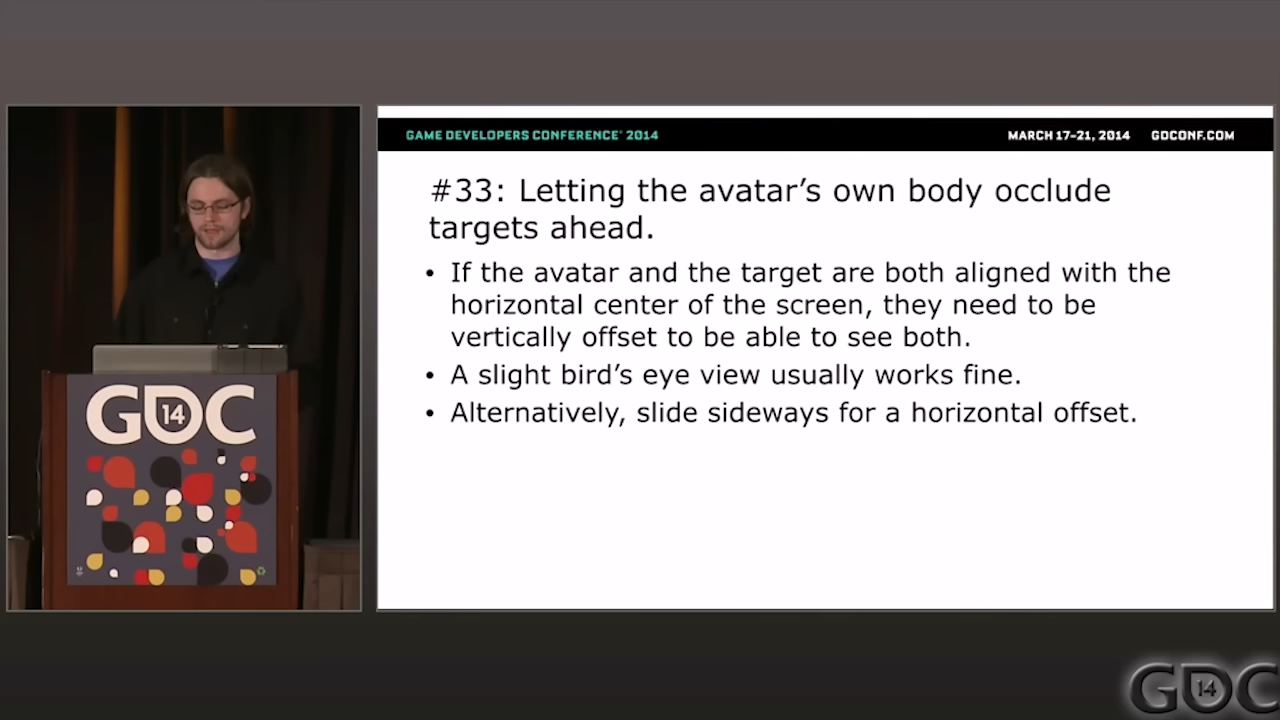 GAME DEVELOPERS CONFERENCE® 2014
MARCH 17-21, 2014 GDCONF.COM
#33: Letting the avatar’s own body occlude
targets ahead.
• If the avatar and the target are both aligned with the
horizontal center of the screen, they need to be
vertically offset to be able to see both.
• A slight bird’s eye view usually works fine.
• Alternatively, slide sideways for a horizontal offset.
GDC
14
GDC
14